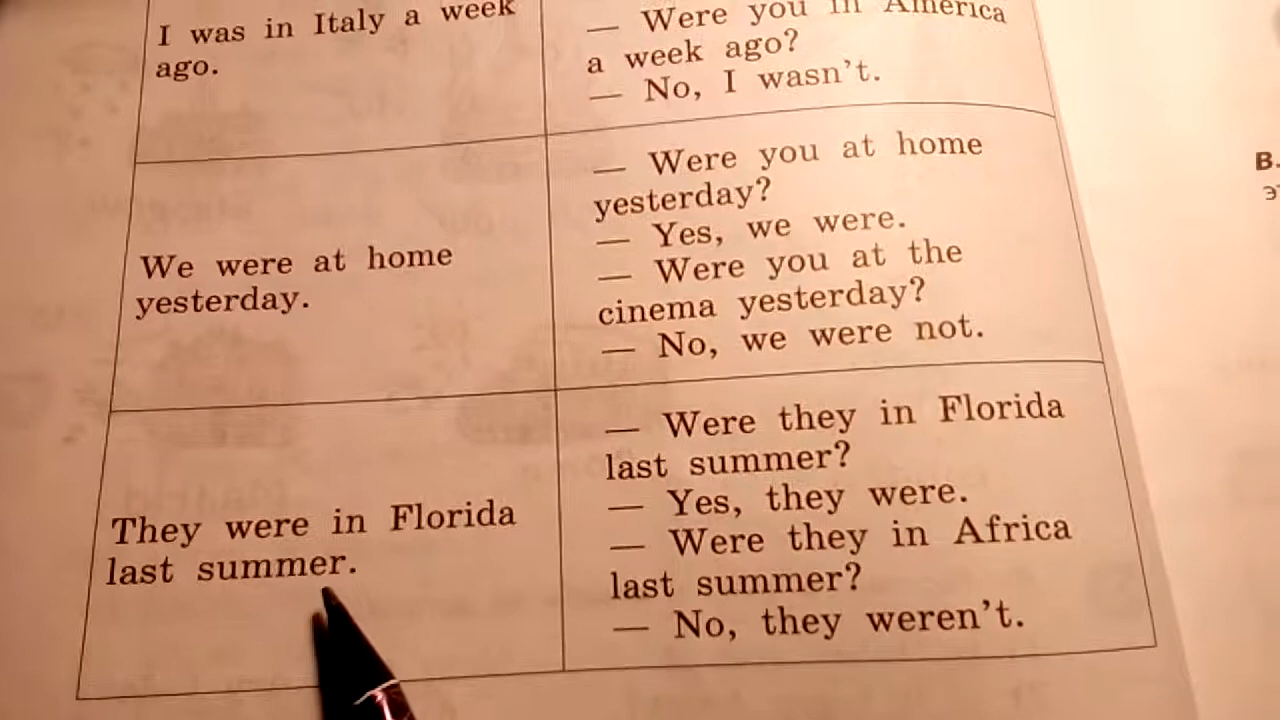 I was in Italy a week
ago.
— Were you in America
a week ago?
— No, I wasn't.
We were at home
yesterday.
— Were you at home
yesterday?
— Yes, we were.
— Were you at the
cinema yesterday?
— No, we were not.
They were in Florida
last summer.
— Were they in Florida
last summer?
— Yes, they were.
— Were they in Africa
last summer?
— No, they weren't.
B.